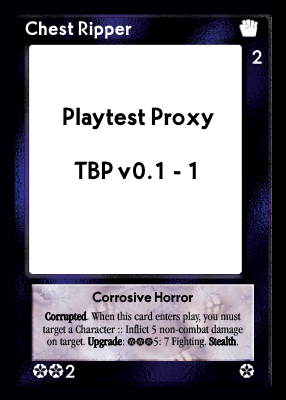 Chest Ripper
2
Playtest Proxy
TBP v0.1 - 1
Corrosive Horror
Corrupted. When this card enters play, you must
target a Character :: Inflict 5 non-combat damage
on target. Upgrade: 5: 7 Fighting. Stealth.
2